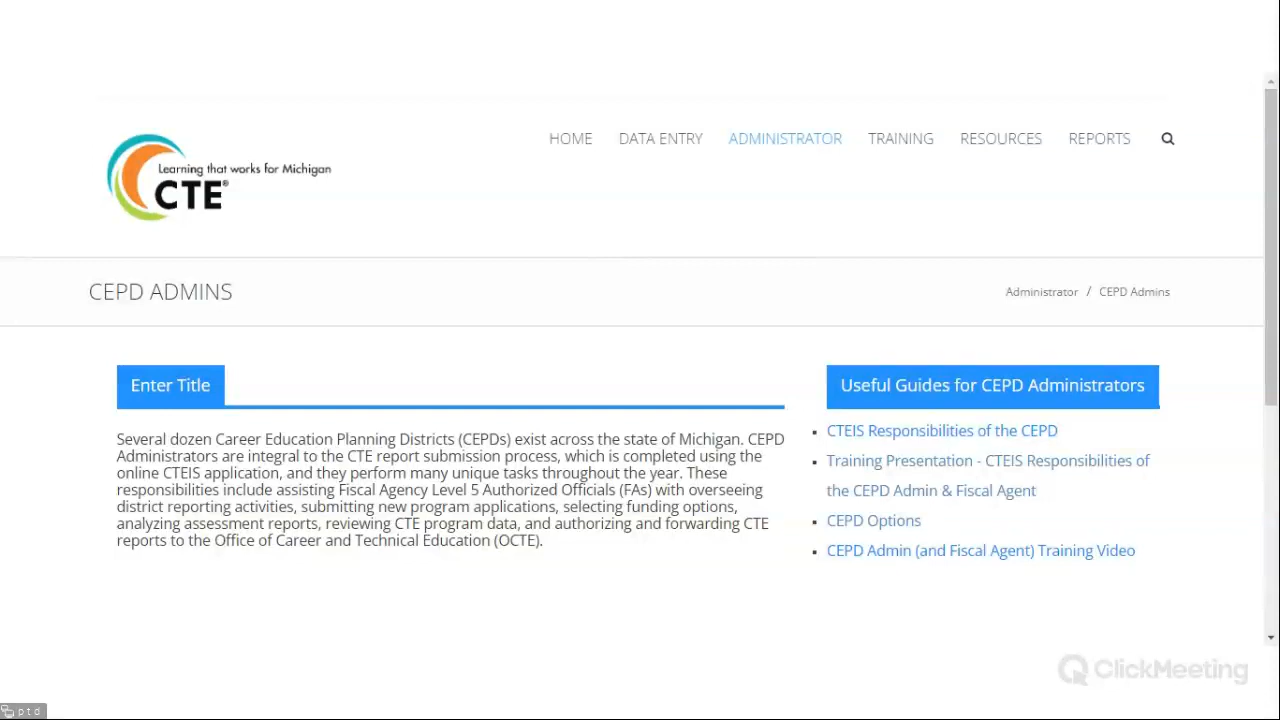 HOME DATA ENTRY ADMINISTRATOR TRAINING RESOURCES REPORTS
Learning that works for Michigan
CTE®
CEPD ADMINS
Administrator / CEPD Admins
Enter Title
Several dozen Career Education Planning Districts (CEPDs) exist across the state of Michigan. CEPD
Administrators are integral to the CTE report submission process, which is completed using the
online CTEIS application, and they perform many unique tasks throughout the year. These
responsibilities include assisting Fiscal Agency Level 5 Authorized Officials (FAs) with overseeing
district reporting activities, submitting new program applications, selecting funding options,
analyzing assessment reports, reviewing CTE program data, and authorizing and forwarding CTE
reports to the Office of Career and Technical Education (OCTE).
Useful Guides for CEPD Administrators
CTEIS Responsibilities of the CEPD
Training Presentation - CTEIS Responsibilities of
the CEPD Admin & Fiscal Agent
CEPD Options
CEPD Admin (and Fiscal Agent) Training Video
ClickMeeting
ptd